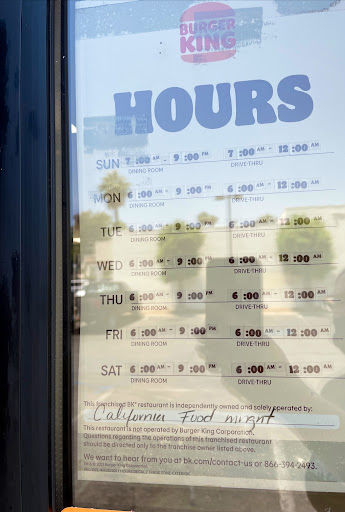 BURGER
KING
HOURS
SUN 7 :00 AM - 9 :00 PM 7 :00 AM - 12 :00 AM
DINING ROOM DRIVE-THRU
MON 6 :00 AM - 9 :00 PM 6 :00 AM - 12 :00 AM
DINING ROOM DRIVE-THRU
TUE 6 :00 AM - 9 :00 PM 6 :00 AM - 12 :00 AM
DINING ROOM DRIVE-THRU
WED 6 :00 AM - 9 :00 PM 6 :00 AM - 12 :00 AM
DINING ROOM DRIVE-THRU
THU 6 :00 AM - 9 :00 PM 6 :00 AM - 12 :00 AM
DINING ROOM DRIVE-THRU
FRI 6 :00 AM - 9 :00 PM 6 :00 AM - 12 :00 AM
DINING ROOM DRIVE-THRU
SAT 6 :00 AM - 9 :00 PM 6 :00 AM - 12 :00 AM
DINING ROOM DRIVE-THRU
This franchised BK® restaurant is independently owned and solely operated by:
California Food mngnt
This restaurant is not operated by Burger King Corporation.
Questions regarding the operations of this franchised restaurant
should be directed only to the franchise owner listed above.
We want to hear from you at bk.com/contact-us or 866-394-2493.